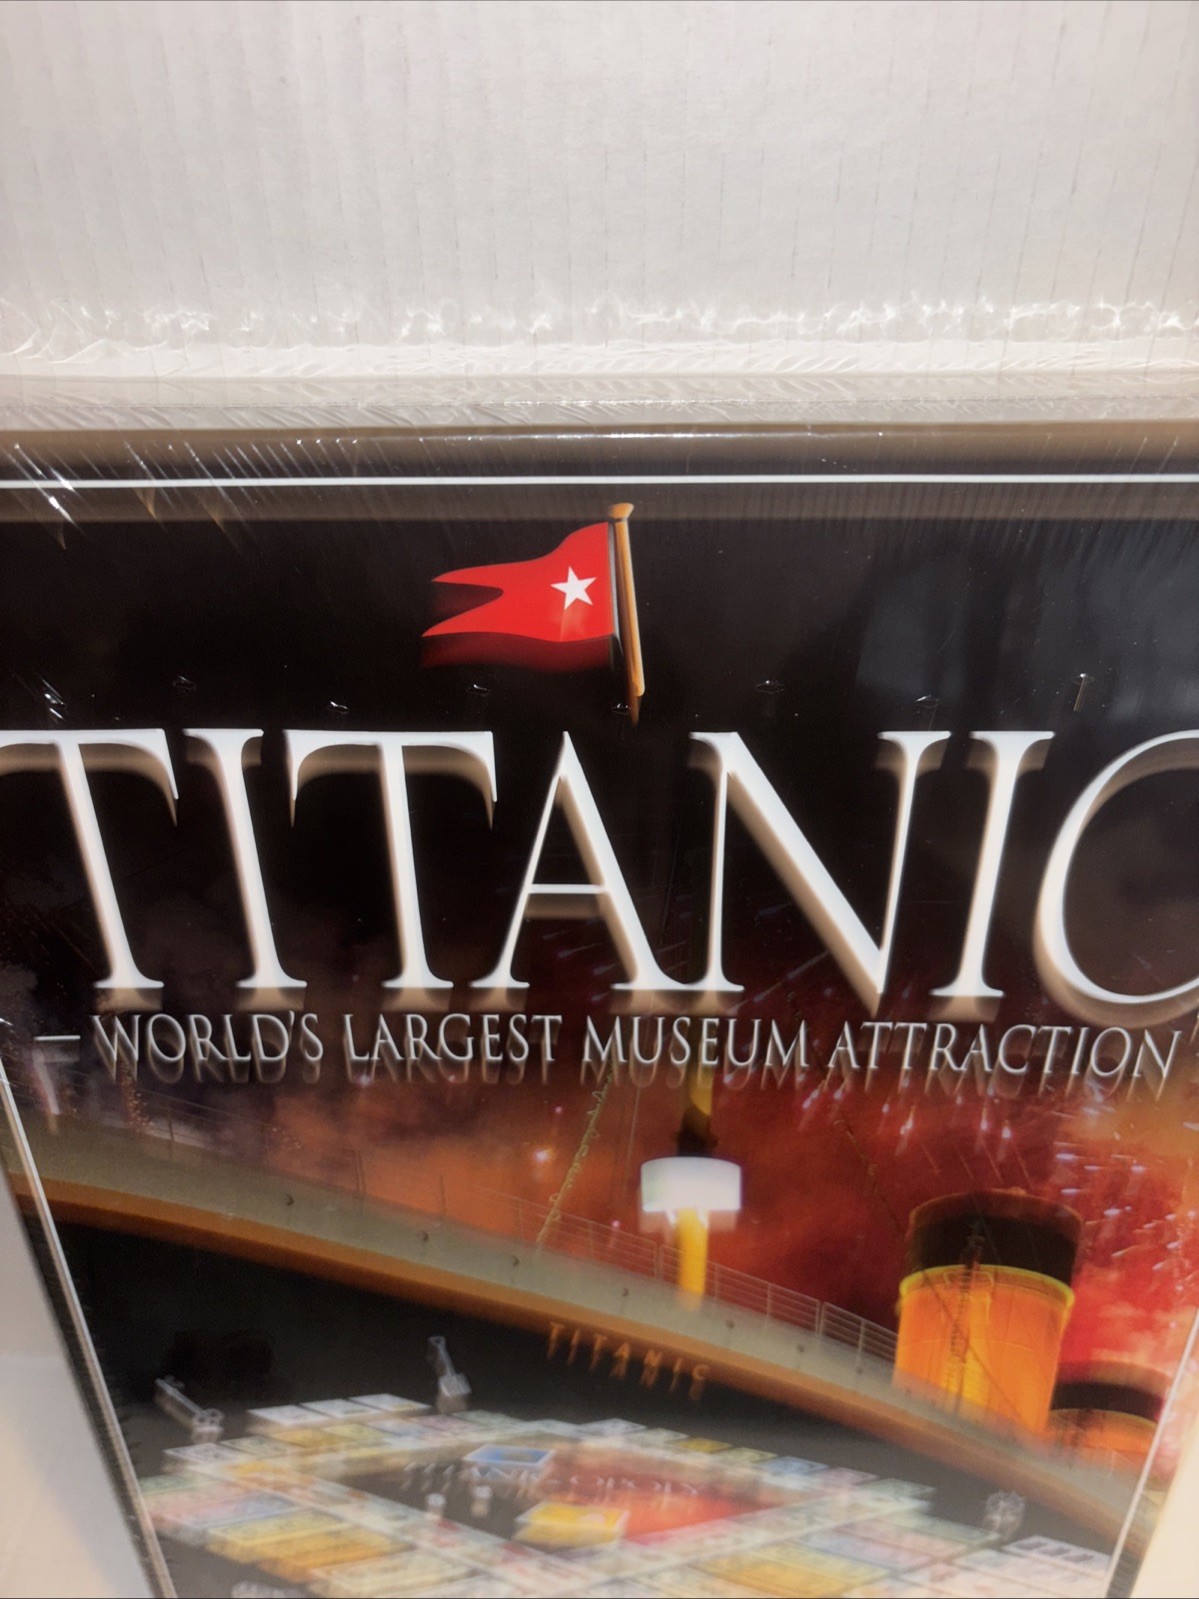 TITANIC
– WORLD'S LARGEST MUSEUM ATTRACTION
TITANIC